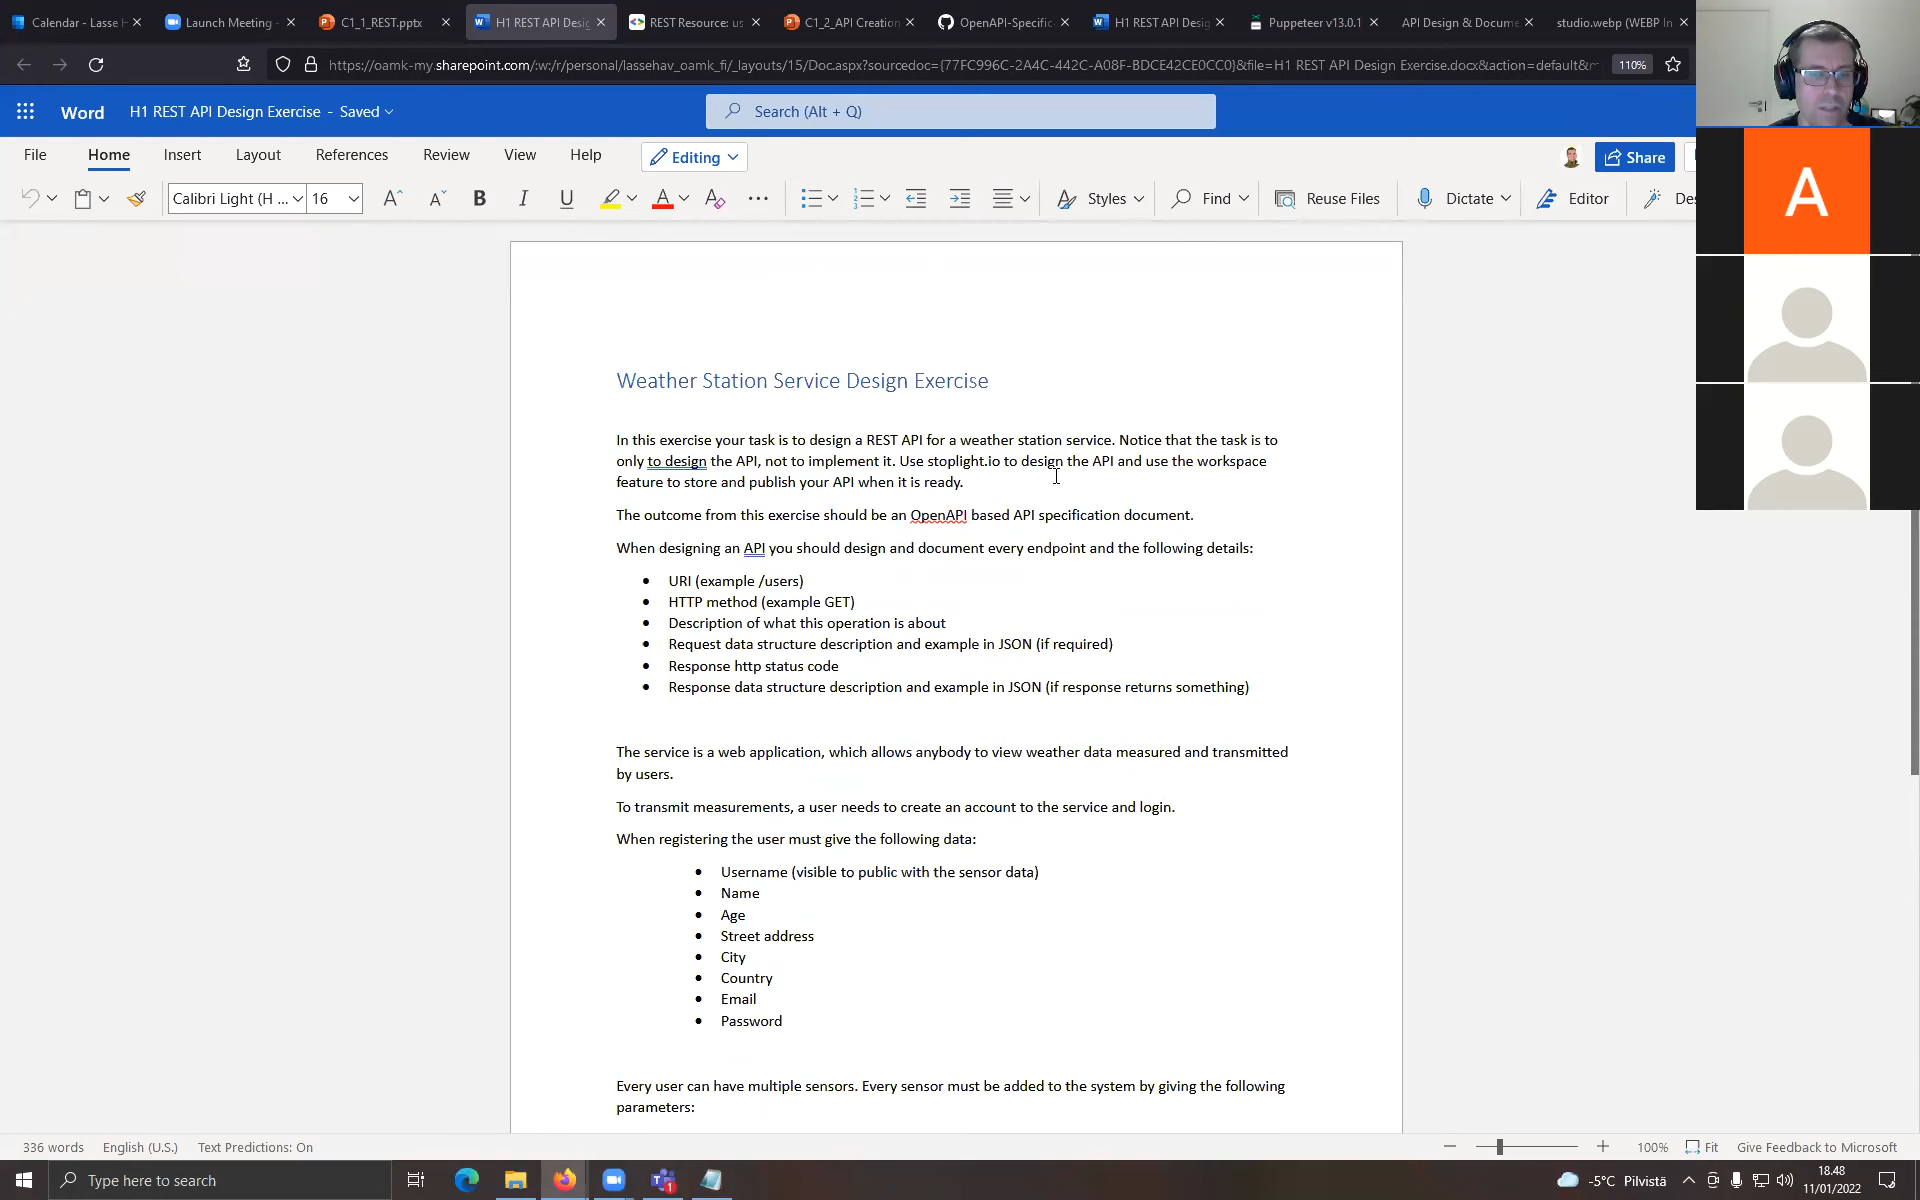 Calendar - Lasse H
Launch Meeting -
C1_1_REST.pptx
H1 REST API Desig
REST Resource: us
C1_2_API Creation
OpenAPI-Specific
H1 REST API Desig
Puppeteer v13.0.1
API Design & Docume
studio.webp (WEBP In
https://oamk-my.sharepoint.com/:w:/r/personal/lassehav_oamk_fi/_layouts/15/Doc.aspx?sourcedoc={77FC996C-2A4C-442C-A08F-BDCE42CE0CC0}&file=H1 REST API Design Exercise.docx&action=default&m
110%
Word
H1 REST API Design Exercise - Saved
Search (Alt + Q)
File
Home
Insert
Layout
References
Review
View
Help
Editing
Share
Calibri Light (H ...
16
B
I
U
Styles
Find
Reuse Files
Dictate
Editor
Des
A
Weather Station Service Design Exercise
In this exercise your task is to design a REST API for a weather station service. Notice that the task is to
only to design the API, not to implement it. Use stoplight.io to design the API and use the workspace
feature to store and publish your API when it is ready.
The outcome from this exercise should be an OpenAPI based API specification document.
When designing an API you should design and document every endpoint and the following details:
• URI (example /users)
• HTTP method (example GET)
• Description of what this operation is about
• Request data structure description and example in JSON (if required)
• Response http status code
• Response data structure description and example in JSON (if response returns something)
The service is a web application, which allows anybody to view weather data measured and transmitted
by users.
To transmit measurements, a user needs to create an account to the service and login.
When registering the user must give the following data:
• Username (visible to public with the sensor data)
• Name
• Age
• Street address
• City
• Country
• Email
• Password
Every user can have multiple sensors. Every sensor must be added to the system by giving the following
parameters:
336 words
English (U.S.)
Text Predictions: On
100%
Fit
Give Feedback to Microsoft
Type here to search
-5°C Pilvistä
18.48
11/01/2022